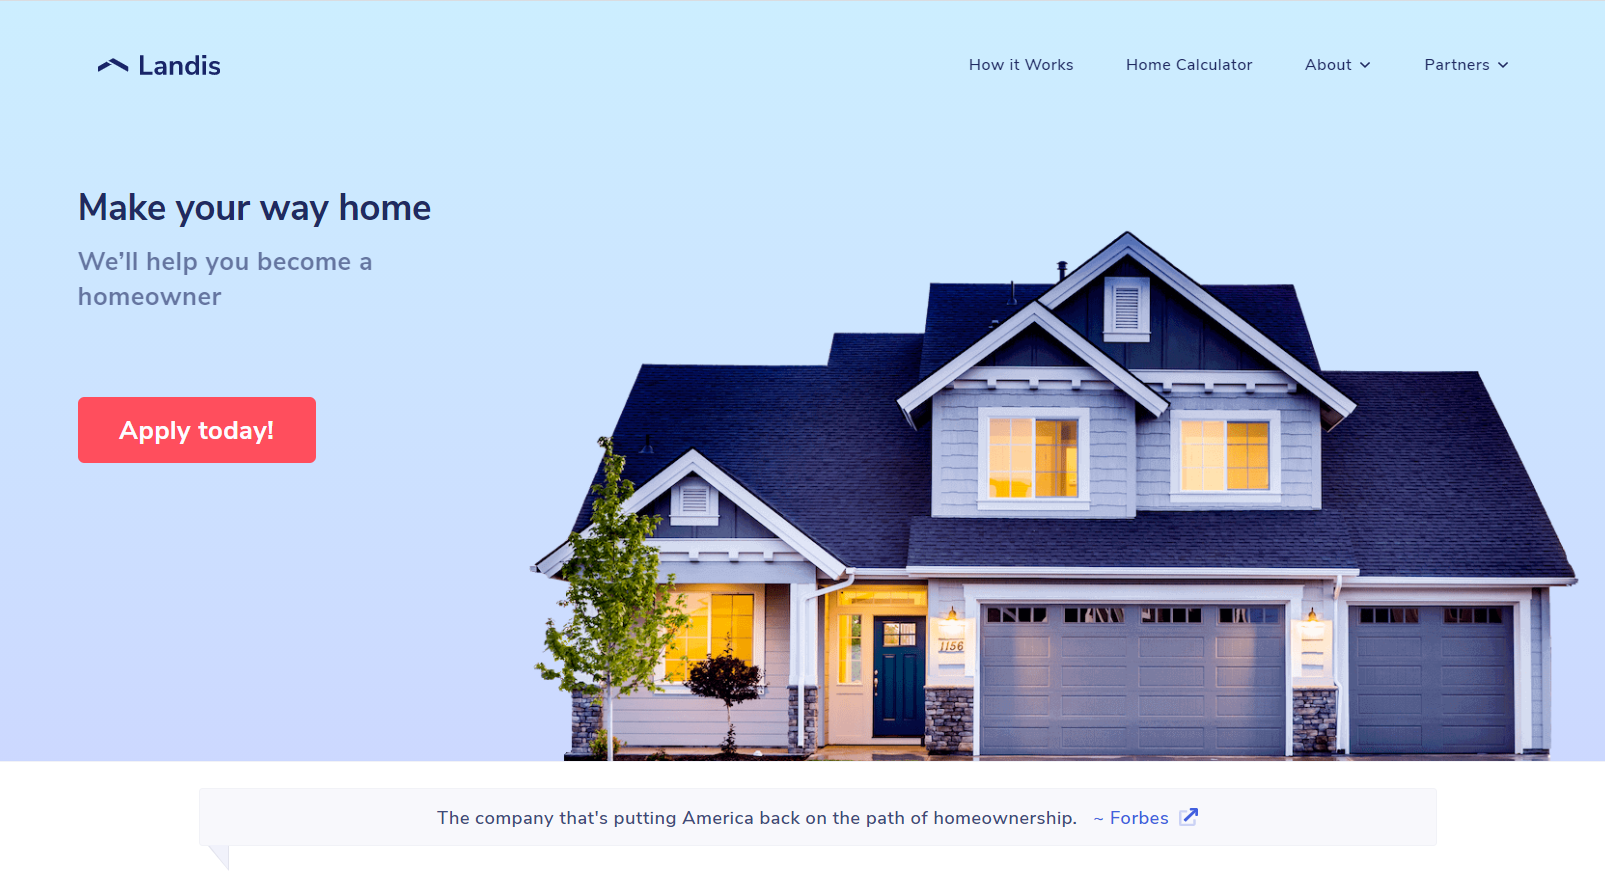 Landis
How it Works
Home Calculator
About
Partners
Make your way home
We’ll help you become a
homeowner
Apply today!
1156
The company that's putting America back on the path of homeownership. ~ Forbes